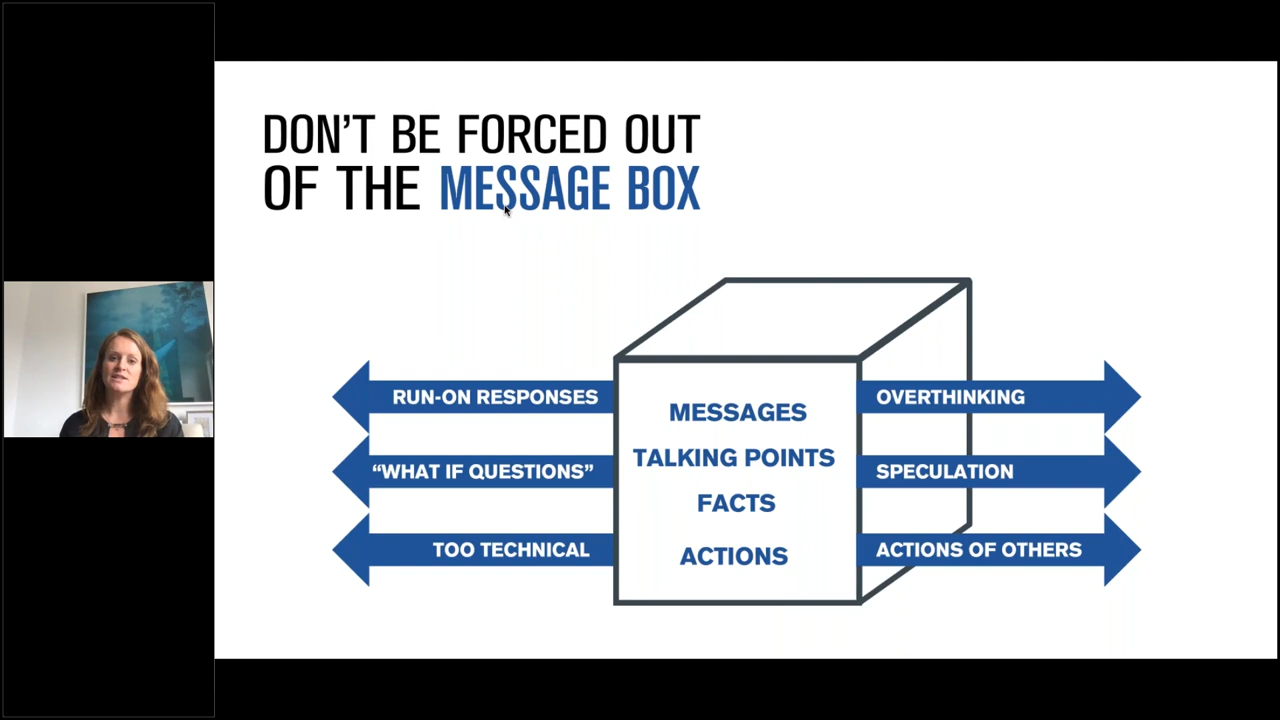 DON'T BE FORCED OUT
OF THE MESSAGE BOX
RUN-ON RESPONSES
“WHAT IF QUESTIONS”
TOO TECHNICAL
MESSAGES
TALKING POINTS
FACTS
ACTIONS
OVERTHINKING
SPECULATION
ACTIONS OF OTHERS